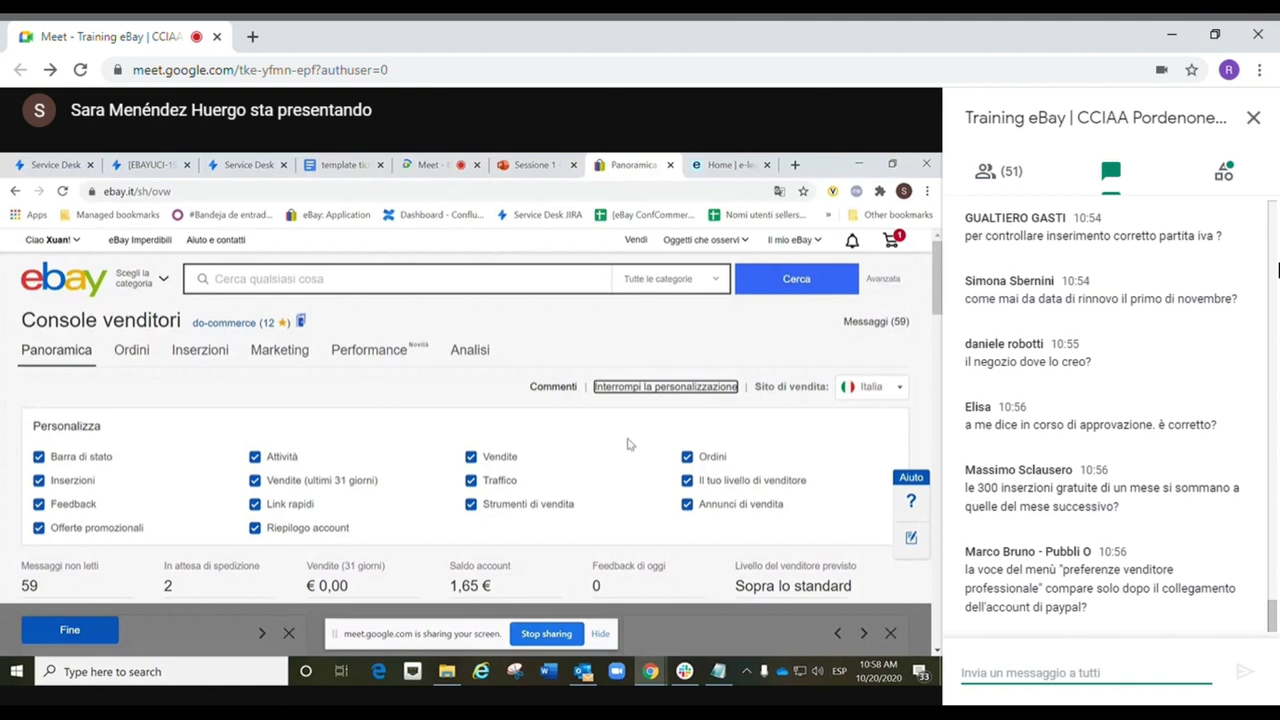 Meet - Training eBay | CCIAA
meet.google.com/tke-yfmn-epf?authuser=0
R
S
Sara Menéndez Huergo sta presentando
Service Desk
[EBAYUCI-15
Service Desk
template tic
Meet -
Sessione 1 -
Panoramica
Home | e-le
ebay.it/sh/ovw
S
Apps
Managed bookmarks
#Bandeja de entrad...
eBay: Application
Dashboard - Conflu...
Service Desk JIRA
[eBay ConfCommer...
Nomi utenti sellers...
»
Other bookmarks
Ciao Xuan!
eBay Imperdibili
Aiuto e contatti
Vendi
Oggetti che osservi
Il mio eBay
1
ebay
Scegli la
categoria
Cerca qualsiasi cosa
Tutte le categorie
Cerca
Avanzata
Console venditori
do-commerce (12 ★)
Messaggi (59)
Panoramica
Ordini
Inserzioni
Marketing
Performance Novità
Analisi
Commenti | Interrompi la personalizzazione | Sito di vendita: Italia
Personalizza
Barra di stato
Attività
Vendite
Ordini
Inserzioni
Vendite (ultimi 31 giorni)
Traffico
Il tuo livello di venditore
Feedback
Link rapidi
Strumenti di vendita
Annunci di vendita
Offerte promozionali
Riepilogo account
Aiuto
?
Messaggi non letti
In attesa di spedizione
Vendite (31 giorni)
Saldo account
Feedback di oggi
Livello del venditore previsto
59
2
€ 0,00
1,65 €
0
Sopra lo standard
Fine
meet.google.com is sharing your screen.
Stop sharing
Hide
Type here to search
ESP
10:58 AM
10/20/2020
33
Training eBay | CCIAA Pordenone...
(51)
GUALTIERO GASTI 10:54
per controllare inserimento corretto partita iva ?
Simona Sbernini 10:54
come mai da data di rinnovo il primo di novembre?
daniele robotti 10:55
il negozio dove lo creo?
Elisa 10:56
a me dice in corso di approvazione. è corretto?
Massimo Sclausero 10:56
le 300 inserzioni gratuite di un mese si sommano a
quelle del mese successivo?
Marco Bruno - Pubbli O 10:56
la voce del menù "preferenze venditore
professionale" compare solo dopo il collegamento
dell'account di paypal?
Invia un messaggio a tutti